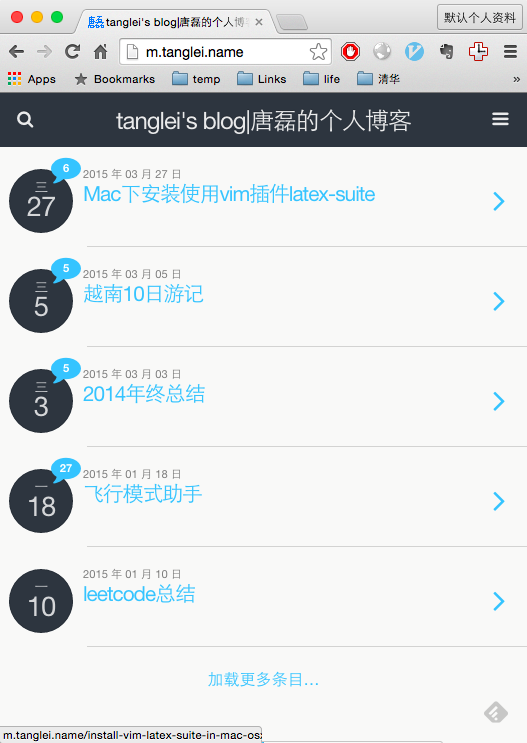 tanglei's blog|唐磊的个人博客
默认个人资料
m.tanglei.name
Apps Bookmarks temp Links life 清华 »
tanglei's blog|唐磊的个人博客
6
三
27
2015 年 03 月 27 日
Mac下安装使用vim插件latex-suite
5
三
5
2015 年 03 月 05 日
越南10日游记
5
三
3
2015 年 03 月 03 日
2014年终总结
27
一
18
2015 年 01 月 18 日
飞行模式助手
一
10
2015 年 01 月 10 日
leetcode总结
加载更多条目…
m.tanglei.name/install-vim-latex-suite-in-mac-os